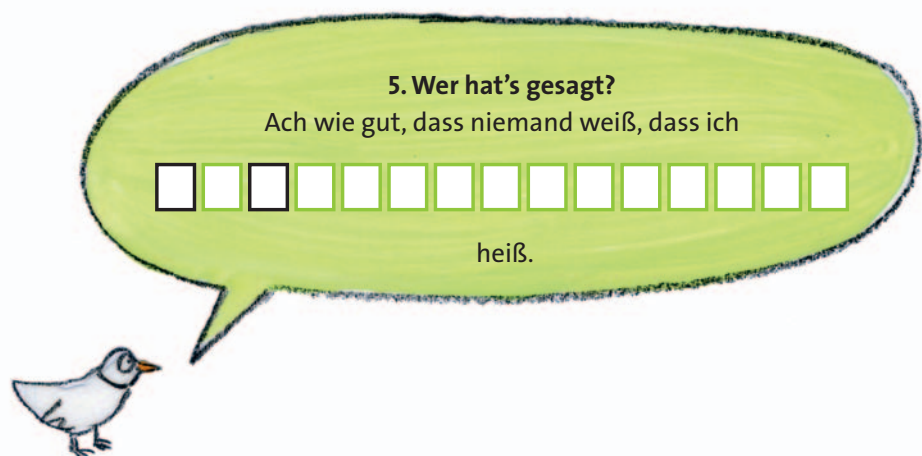 5. Wer hat's gesagt?
Ach wie gut, dass niemand weiß, dass ich
heiß.